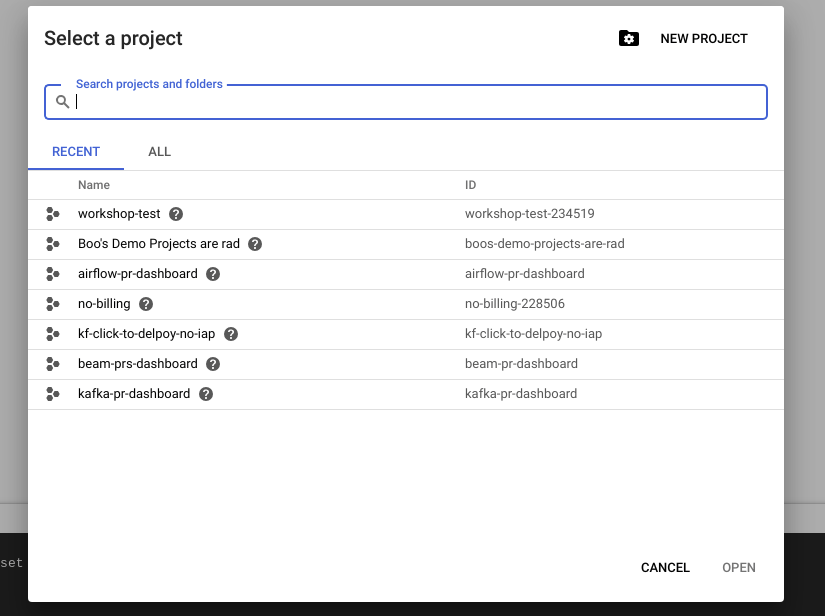 Select a project
NEW PROJECT
Search projects and folders
RECENT ALL
Name ID
workshop-test workshop-test-234519
Boo's Demo Projects are rad boos-demo-projects-are-rad
airflow-pr-dashboard airflow-pr-dashboard
no-billing no-billing-228506
kf-click-to-delpoy-no-iap kf-click-to-delpoy-no-iap
beam-prs-dashboard beam-pr-dashboard
kafka-pr-dashboard kafka-pr-dashboard
set
CANCEL OPEN